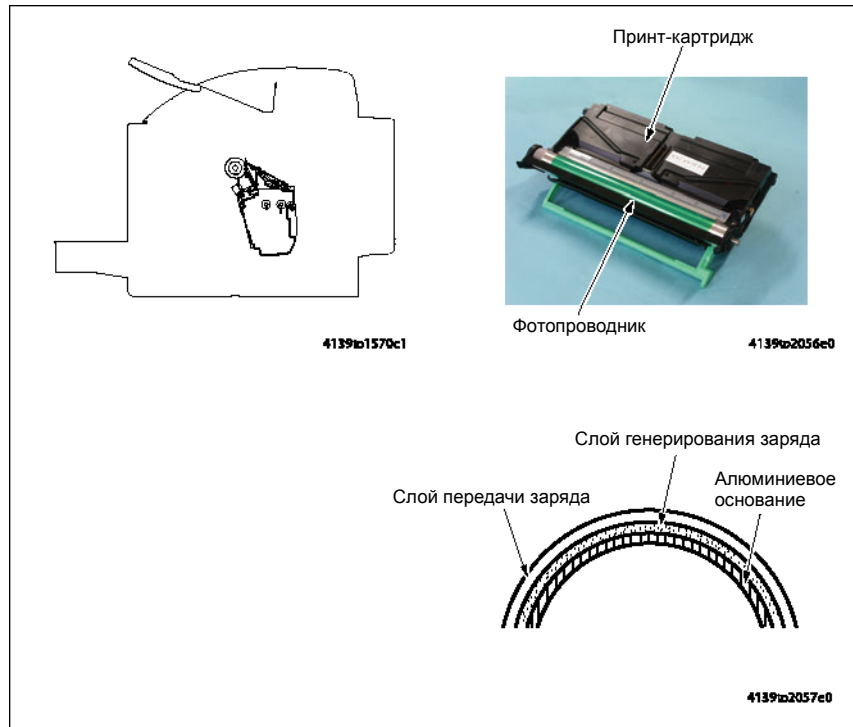 Принт-картридж
Фотопроводник
4139to1570c1
4139to2056e0
Слой генерирования заряда
Алюминиевое
основание
Слой передачи заряда
4139to2057e0